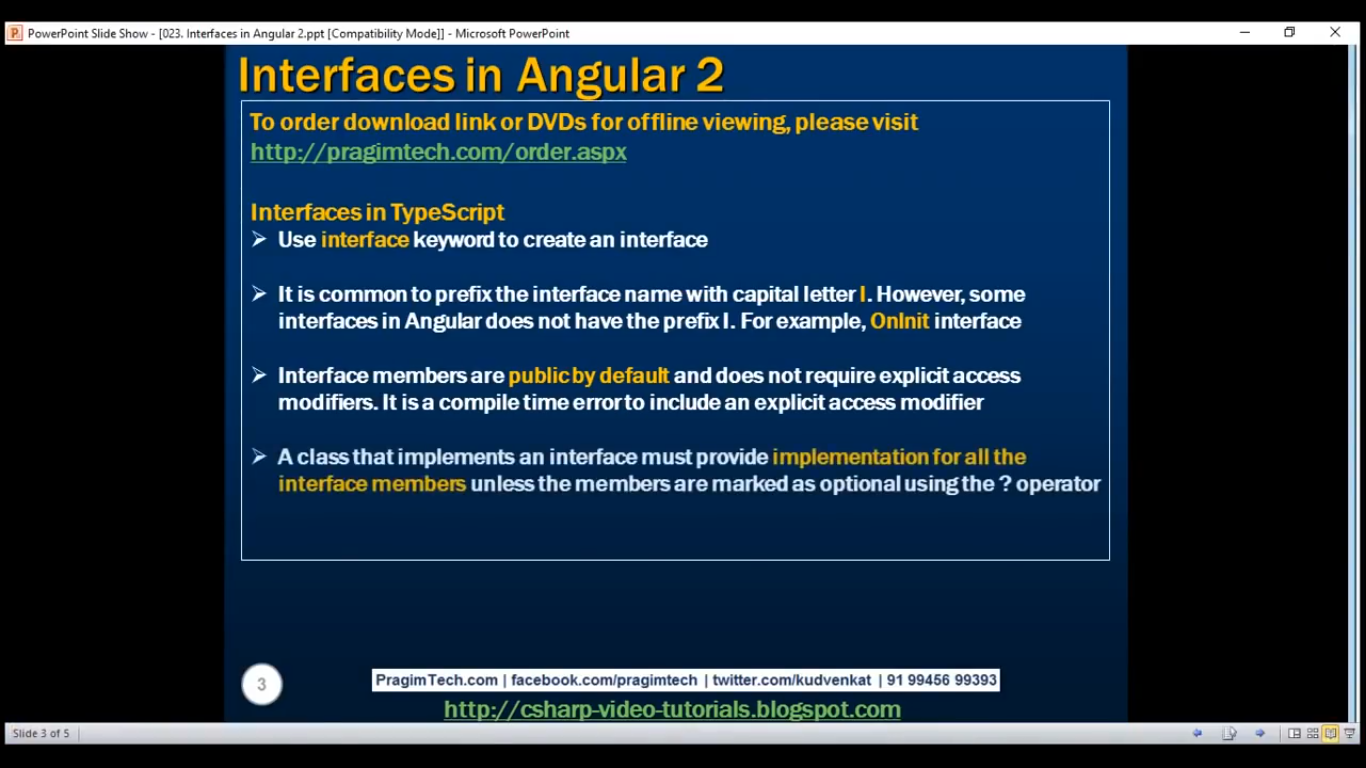 PowerPoint Slide Show - [023. Interfaces in Angular 2.ppt [Compatibility Mode]] - Microsoft PowerPoint
Interfaces in Angular 2
To order download link or DVDs for offline viewing, please visit
http://pragimtech.com/order.aspx
Interfaces in TypeScript
➢ Use interface keyword to create an interface
➢ It is common to prefix the interface name with capital letter I. However, some
interfaces in Angular does not have the prefix I. For example, OnInit interface
➢ Interface members are public by default and does not require explicit access
modifiers. It is a compile time error to include an explicit access modifier
➢ A class that implements an interface must provide implementation for all the
interface members unless the members are marked as optional using the ? operator
3
PragimTech.com | facebook.com/pragimtech | twitter.com/kudvenkat | 91 99456 99393
http://csharp-video-tutorials.blogspot.com
Slide 3 of 5